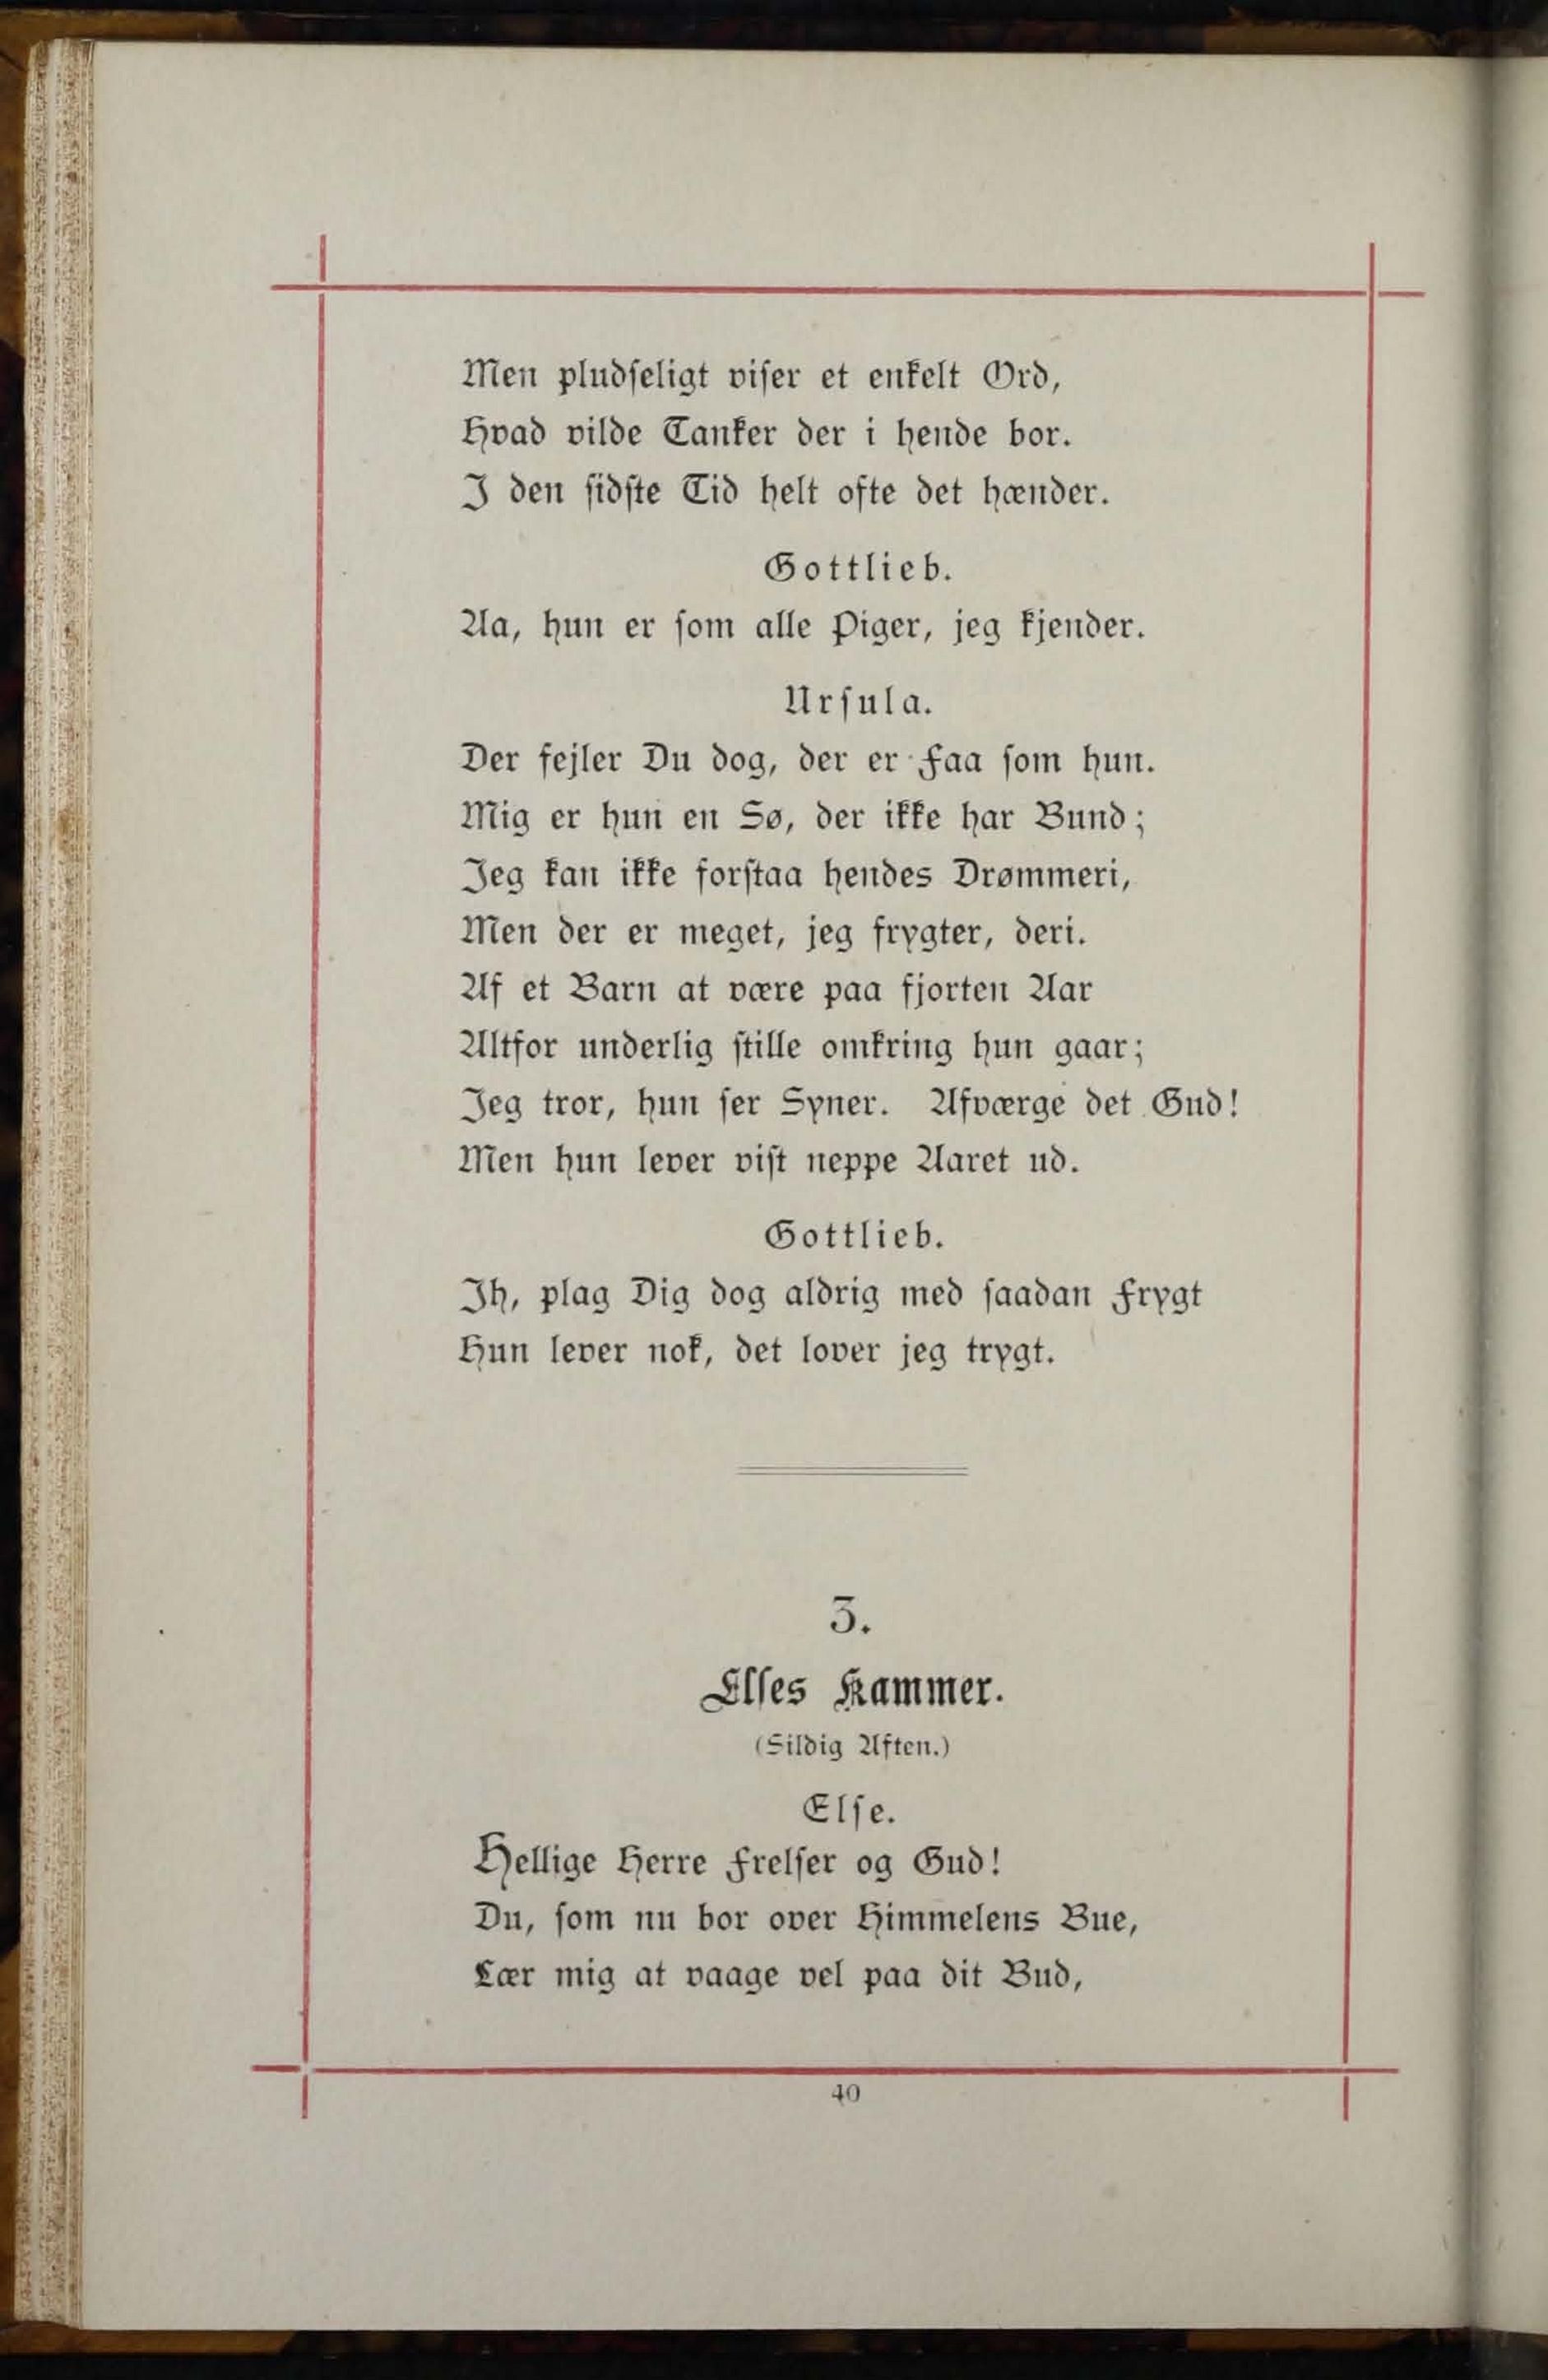 Men pludseligt viser et enkelt Ord,
Hvad vilde Tanker der i hende bor.
I den sidste Tid helt ofte det hænder.
Gottlieb.
Aa, hun er som alle Piger, jeg kjender.
Ursula.
Der fejler Du dog, der er Faa som hun.
Mig er hun en Sø, der ikke har Bund;
Jeg kan ikke forstaa hendes Drømmeri,
Men der er meget, jeg frygter, deri.
Af et Barn at være paa fjorten Aar
Altfor underlig stille omkring hun gaar;
Jeg tror, hun ser Syner. Afværge det Gud!
Men hun lever vist neppe Aaret ud.
Gottlieb.
Ih, plag Dig dog aldrig med saadan Frygt
Hun lever nok, det lover jeg trygt.
3.
Elses Kammer.
(Sildig Aften.)
Else.
Hellige Herre Frelser og Gud!
Du, som nu bor over Himmelens Bue,
Lær mig at vaage vel paa dit Bud,
40